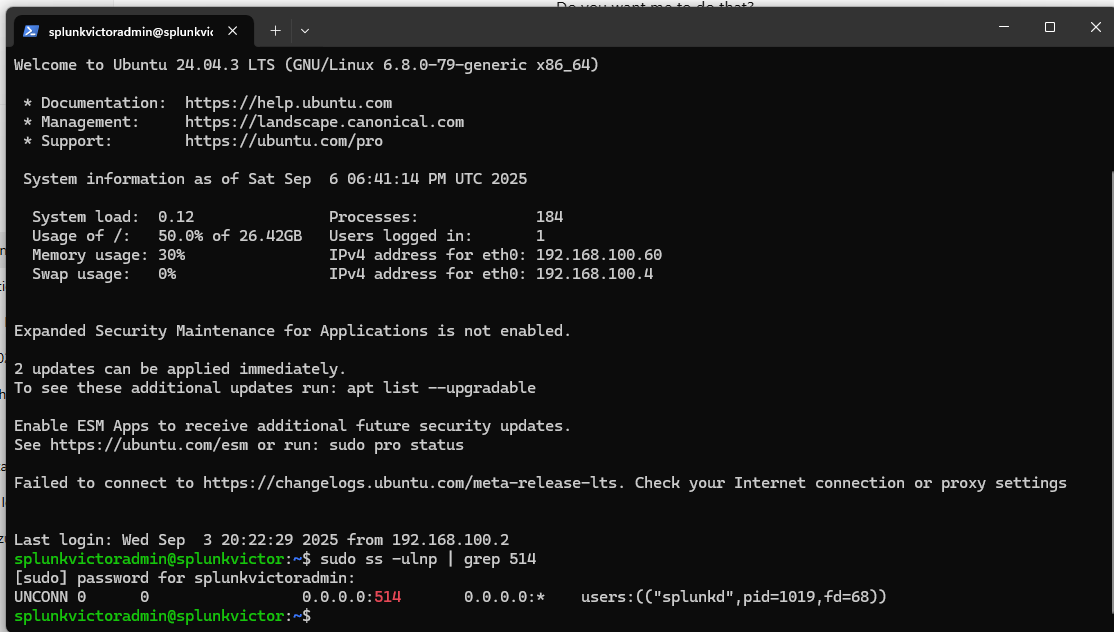 Do you want me to do that?
splunkvictoradmin@splunkvic
Welcome to Ubuntu 24.04.3 LTS (GNU/Linux 6.8.0-79-generic x86_64)
* Documentation:  https://help.ubuntu.com
* Management:     https://landscape.canonical.com
* Support:        https://ubuntu.com/pro
System information as of Sat Sep  6 06:41:14 PM UTC 2025
System load:  0.12               Processes:             184
Usage of /:   50.0% of 26.42GB   Users logged in:       1
Memory usage: 30%                IPv4 address for eth0: 192.168.100.60
Swap usage:   0%                 IPv4 address for eth0: 192.168.100.4
Expanded Security Maintenance for Applications is not enabled.
2 updates can be applied immediately.
To see these additional updates run: apt list --upgradable
Enable ESM Apps to receive additional future security updates.
See https://ubuntu.com/esm or run: sudo pro status
Failed to connect to https://changelogs.ubuntu.com/meta-release-lts. Check your Internet connection or proxy settings
Last login: Wed Sep  3 20:22:29 2025 from 192.168.100.2
splunkvictoradmin@splunkvictor:~$ sudo ss -ulnp | grep 514
[sudo] password for splunkvictoradmin:
UNCONN 0      0                 0.0.0.0:514       0.0.0.0:*    users:(("splunkd",pid=1019,fd=68))
splunkvictoradmin@splunkvictor:~$